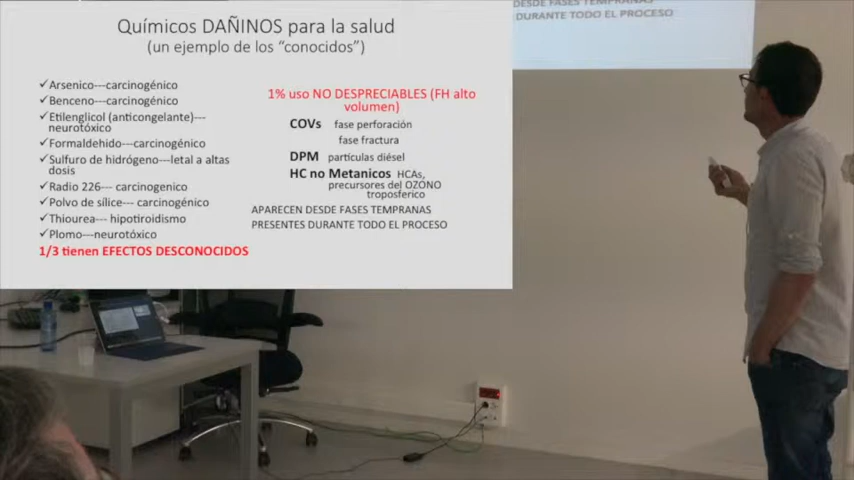 Químicos DAÑINOS para la salud
(un ejemplo de los “conocidos”)
✓Arsenico---carcinogénico
✓Benceno---carcinogénico
✓Etilenglicol (anticongelante)---
neurotóxico
✓Formaldehido---carcinogénico
✓Sulfuro de hidrógeno---letal a altas
dosis
✓Radio 226--- carcinogenico
✓Polvo de sílice--- carcinogénico
✓Thiourea--- hipotiroidismo
✓Plomo---neurotóxico
1/3 tienen EFECTOS DESCONOCIDOS
1% uso NO DESPRECIABLES (FH alto
volumen)
COVs fase perforación
fase fractura
DPM partículas diésel
HC no Metanicos HCAs,
precursores del OZONO
troposferico
APARECEN DESDE FASES TEMPRANAS
PRESENTES DURANTE TODO EL PROCESO
DESDE FASES TEMPRANAS
DURANTE TODO EL PROCESO